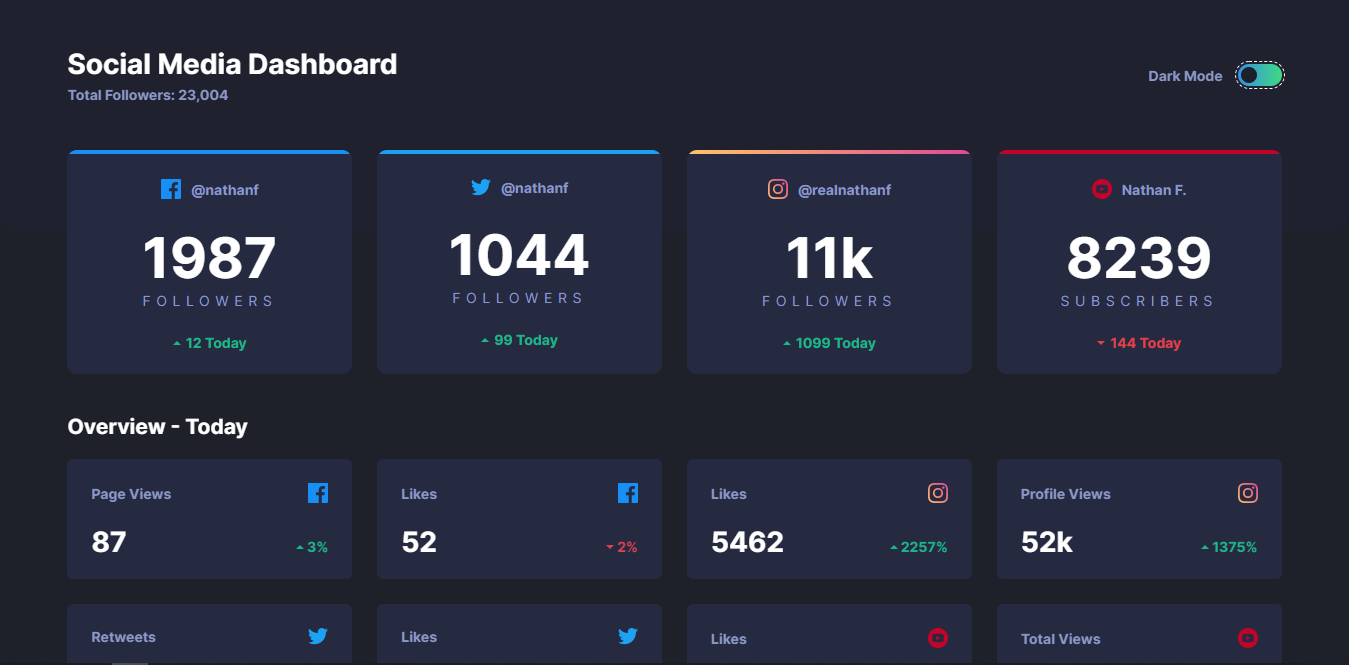 Social Media Dashboard
Total Followers: 23,004
Dark Mode
@nathanf
1987
FOLLOWERS
12 Today
@nathanf
1044
FOLLOWERS
99 Today
@realnathanf
11k
FOLLOWERS
1099 Today
Nathan F.
8239
SUBSCRIBERS
144 Today
Overview - Today
Page Views
87
3%
Likes
52
2%
Likes
5462
2257%
Profile Views
52k
1375%
Retweets
Likes
Likes
Total Views